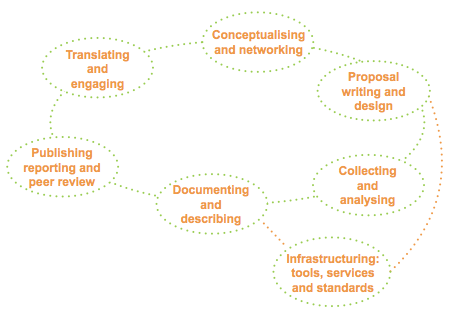 Conceptualising
and networking
Translating
and
engaging
Proposal
writing and
design
Publishing
reporting and
peer review
Documenting
and
describing
Collecting
and
analysing
Infrastructuring:
tools, services
and standards